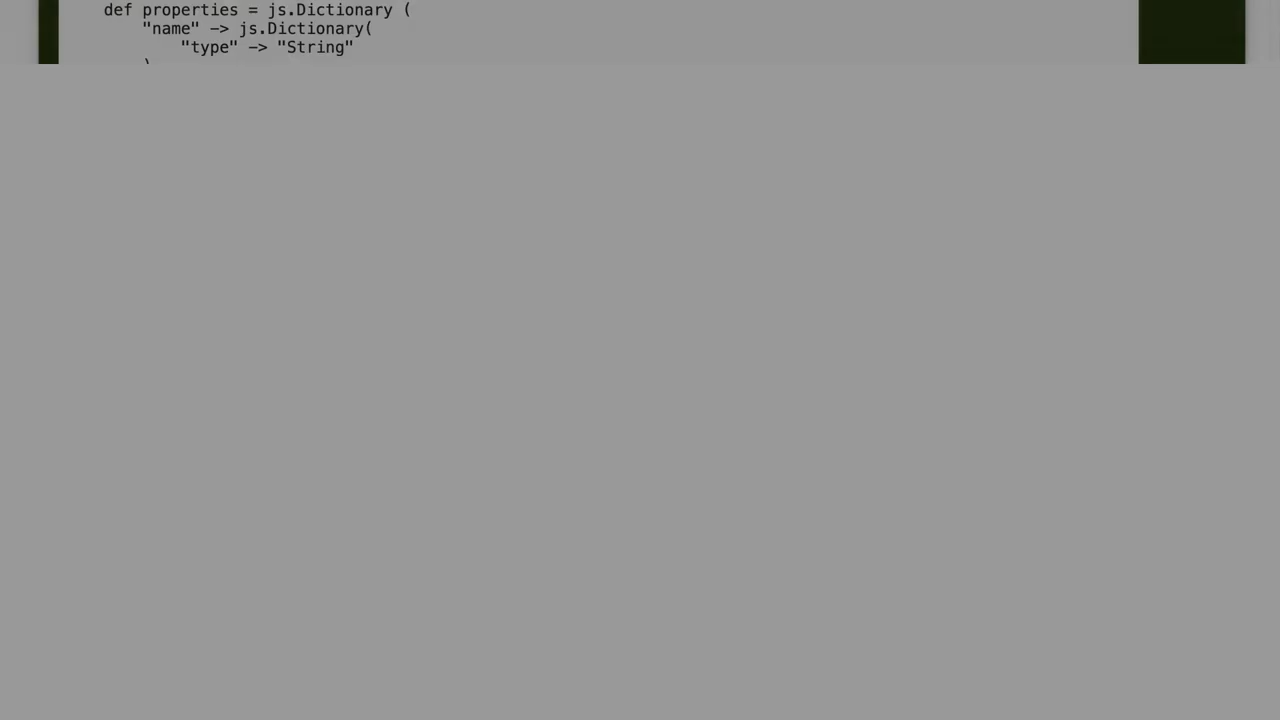 def properties = js.Dictionary (
    "name" -> js.Dictionary(
        "type" -> "String"
    )